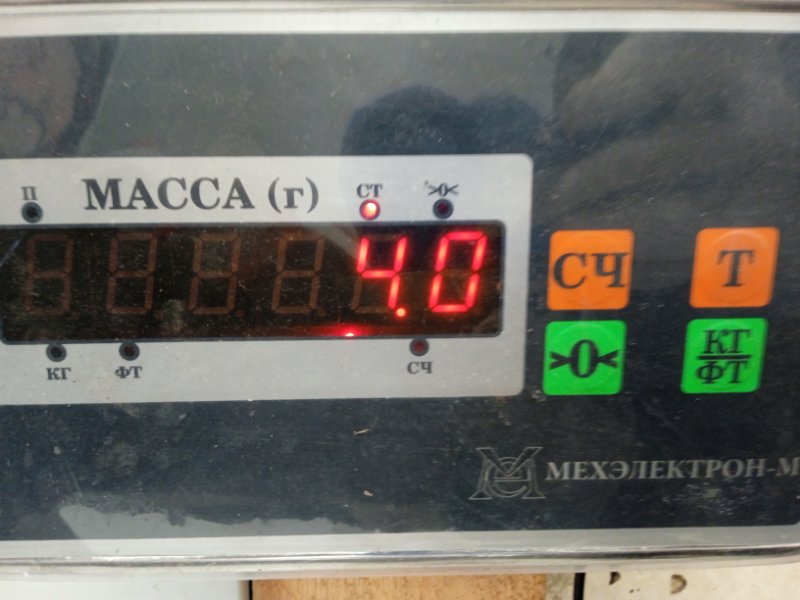 П МАССА (г) СТ >0<
4.0
КГ ФТ СЧ
СЧ Т
>0< КГ
ФТ
МЕХЭЛЕКТРОН-М